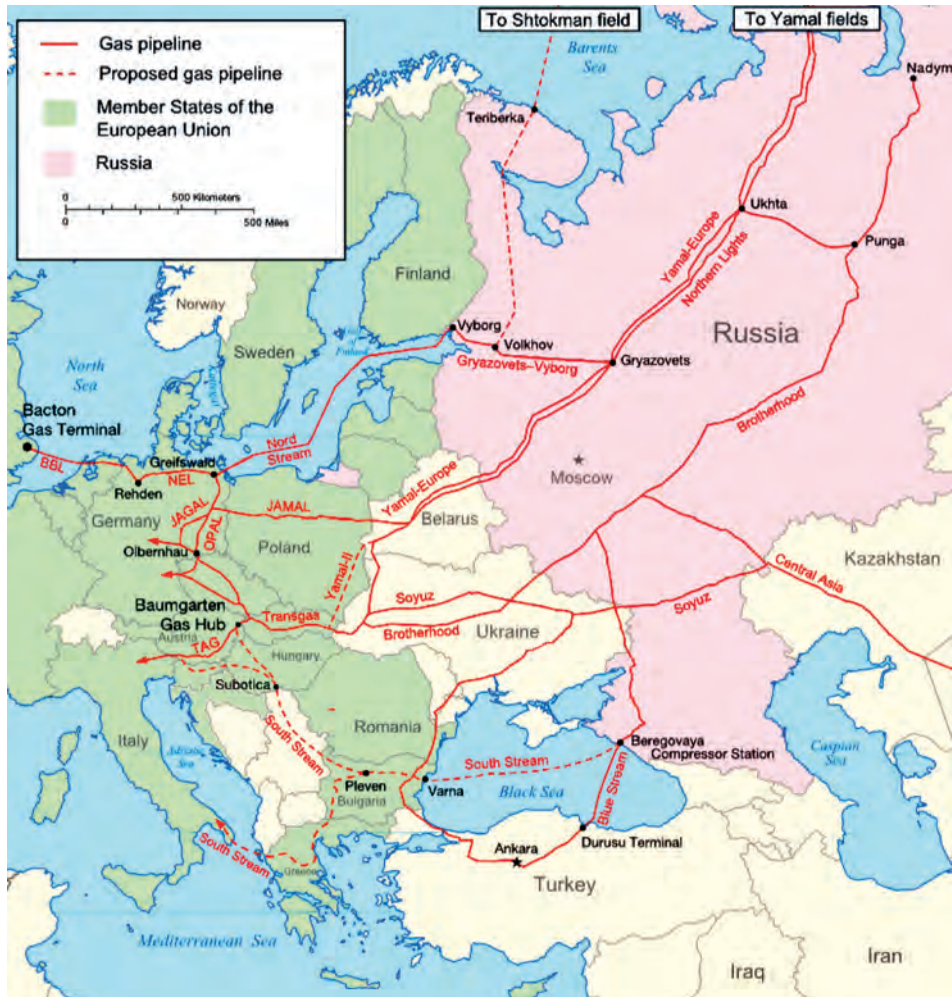 To Shtokman field
To Yamal fields
Gas pipeline
Proposed gas pipeline
Member States of the
European Union
Russia
0 500 Kilometers
0 500 Miles
Barents
Sea
Nadym
Teriberka
Ukhta
Punga
Yamal-Europe
Northern Lights
Finland
Norway
Sweden
Russia
Vyborg
Volkhov
Gryazovets
Gryazovets–Vyborg
North
Sea
Brotherhood
Bacton
Gas Terminal
BBL
Greifswald
NEL
Nord
Stream
Rehden
Moscow
Germany
JAGAL
OPAL
JAMAL
Yamal-Europe
Belarus
Poland
Olbernhau
Yamal-II
Kazakhstan
Central Asia
Soyuz
Soyuz
Baumgarten
Gas Hub
Transgas
Brotherhood
Ukraine
Austria
TAG
Hungary
Subotica
Romania
Italy
Adriatic
Sea
South Stream
Beregovaya
Compressor Station
Caspian
Sea
South Stream
Pleven
Bulgaria
Varna
Black Sea
Blue Stream
South Stream
Greece
Ankara
Durusu Terminal
Turkey
Mediterranean Sea
Iraq
Iran